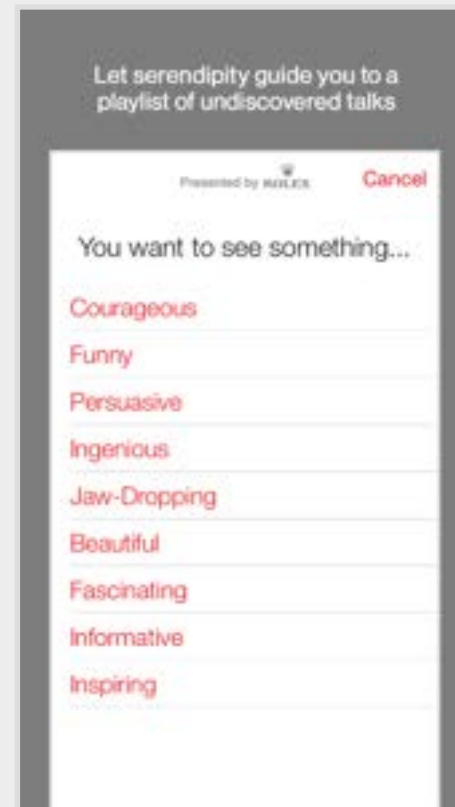 Let serendipity guide you to a
playlist of undiscovered talks
Presented by ROLEX
Cancel
You want to see something...
Courageous
Funny
Persuasive
Ingenious
Jaw-Dropping
Beautiful
Fascinating
Informative
Inspiring